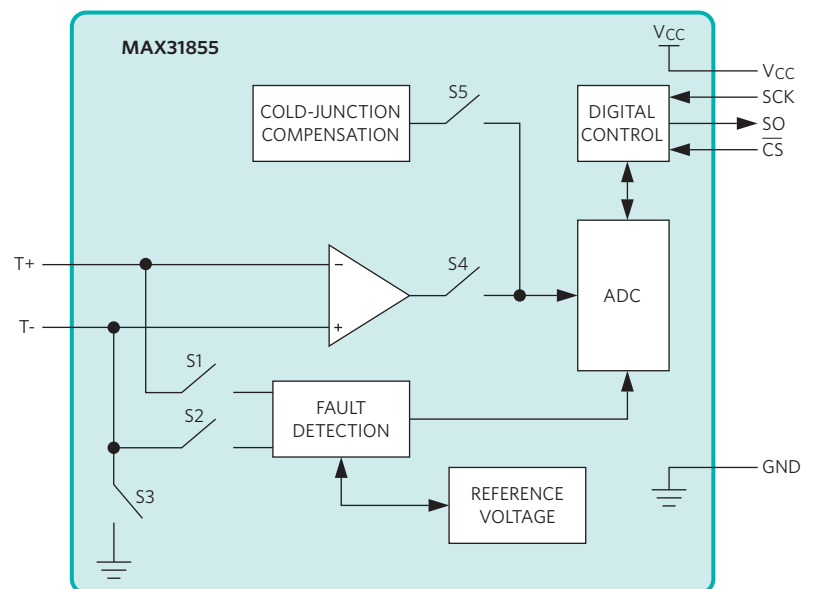 MAX31855
VCC
VCC
S5
SCK
COLD-JUNCTION
COMPENSATION
DIGITAL
CONTROL
SO
CS
T+
−
S4
ADC
T-
+
S1
FAULT
DETECTION
S2
GND
S3
REFERENCE
VOLTAGE